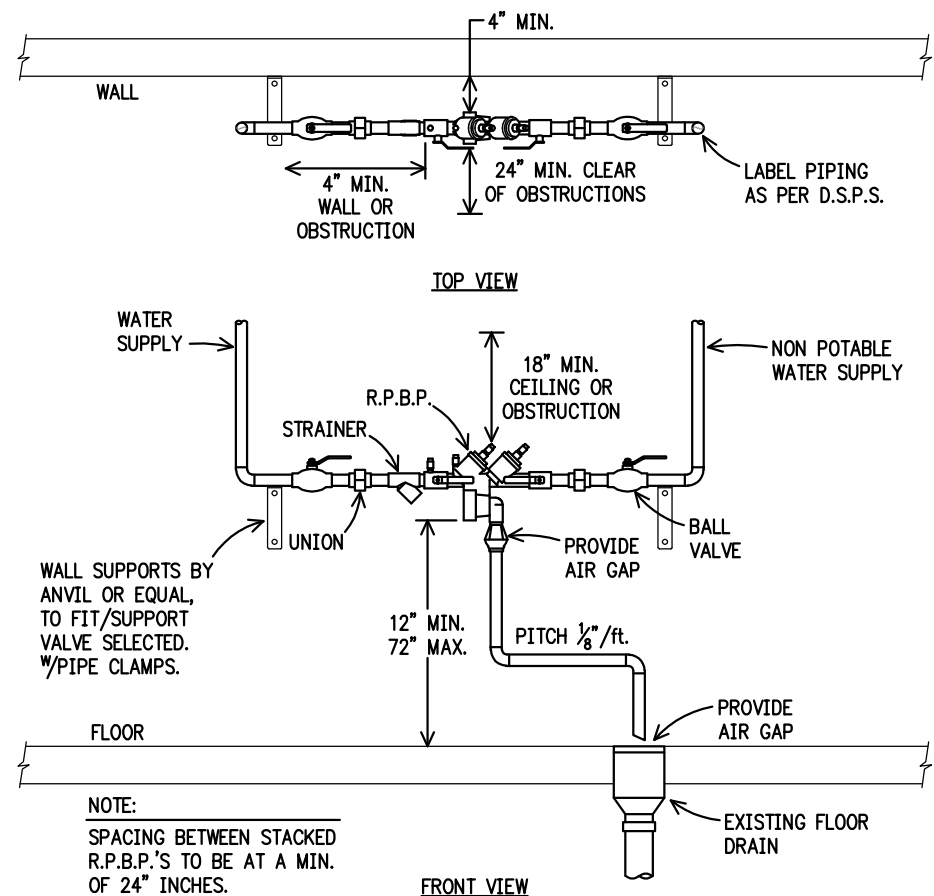 4" MIN.
WALL
4" MIN.
WALL OR
OBSTRUCTION
24" MIN. CLEAR
OF OBSTRUCTIONS
LABEL PIPING
AS PER D.S.P.S.
TOP VIEW
WATER
SUPPLY
18" MIN.
CEILING OR
OBSTRUCTION
NON POTABLE
WATER SUPPLY
R.P.B.P.
STRAINER
UNION
PROVIDE
AIR GAP
BALL
VALVE
WALL SUPPORTS BY
ANVIL OR EQUAL,
TO FIT/SUPPORT
VALVE SELECTED.
W/PIPE CLAMPS.
12" MIN.
72" MAX.
PITCH 1/8"/ft.
PROVIDE
AIR GAP
FLOOR
EXISTING FLOOR
DRAIN
NOTE:
SPACING BETWEEN STACKED
R.P.B.P.'S TO BE AT A MIN.
OF 24" INCHES.
FRONT VIEW